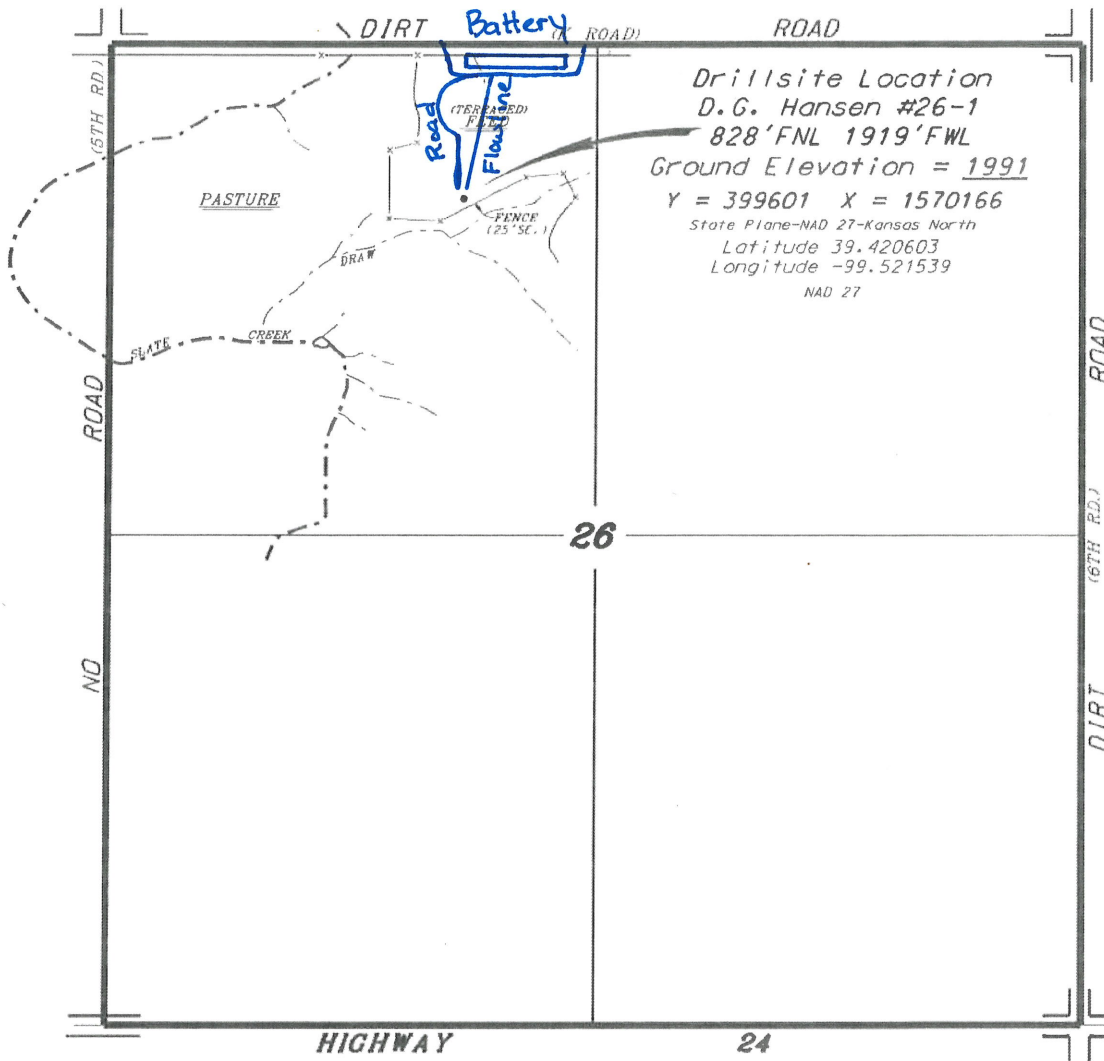 DIRT
Battery
(K ROAD)
ROAD
(5TH RD.)
Drillsite Location
D.G. Hansen #26-1
828'FNL 1919'FWL
Ground Elevation = 1991
Y = 399601 X = 1570166
State Plane-NAD 27-Kansas North
Latitude 39.420603
Longitude -99.521539
NAD 27
(TERRACED)
FEED
Road
Flowline
PASTURE
FENCE
(25'SE.)
DRAW
SLATE
CREEK
ROAD
NO
26
ROAD
(6TH RD.)
DIRT
HIGHWAY
24